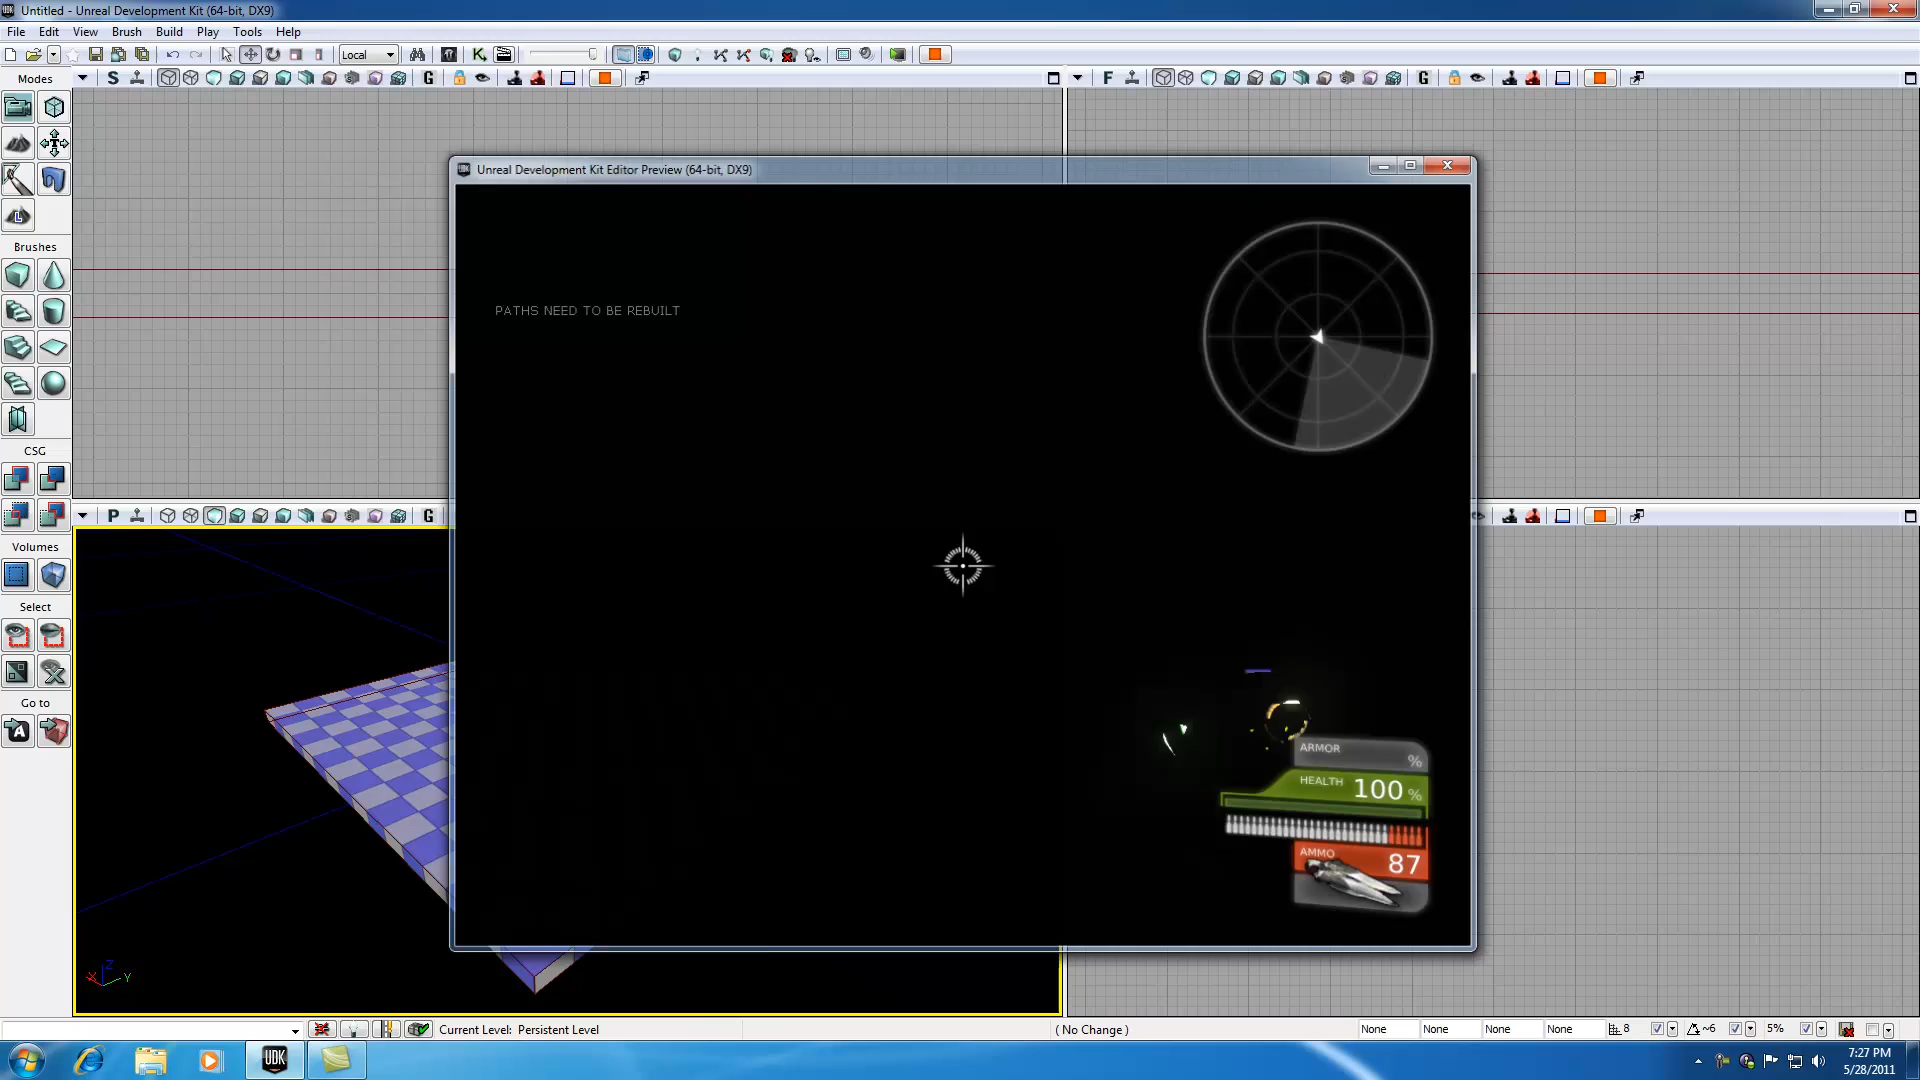 Untitled - Unreal Development Kit (64-bit, DX9)
File Edit View Brush Build Play Tools Help
Local
Modes
S
G
F
G
Unreal Development Kit Editor Preview (64-bit, DX9)
PATHS NEED TO BE REBUILT
L
Brushes
CSG
P
G
Volumes
Select
Go to
A
ARMOR
%
HEALTH 100 %
AMMO 87
X
Z
Y
Current Level: Persistent Level
( No Change )
None
None
None
None
8
~6
5%
UDK
7:27 PM
5/28/2011